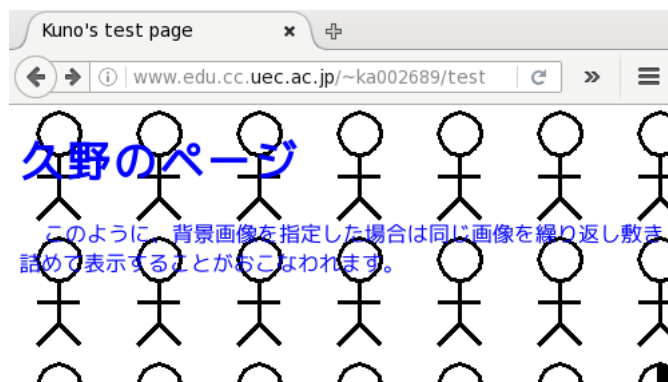 Kuno's test page
www.edu.cc.uec.ac.jp/~ka002689/test
久野のページ
このように、背景画像を指定した場合は同じ画像を繰り返し敷き
詰めて表示することがおこなわれます。